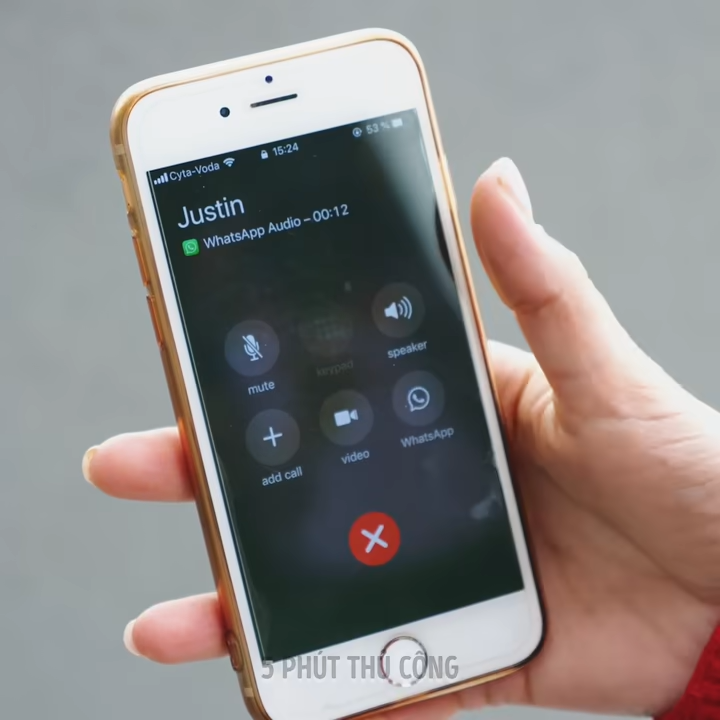 Cyta-Voda 15:24 53 %
Justin
WhatsApp Audio – 00:12
mute keypad speaker
add call video WhatsApp
5 PHÚT THỦ CÔNG